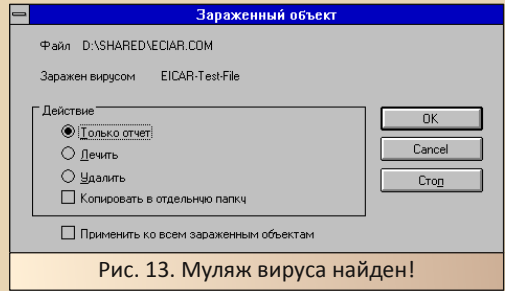 Зараженный объект
Файл D:\SHARED\ECIAR.COM
Заражен вирусом EICAR-Test-File
Действие
Только отчет
Лечить
Удалить
Копировать в отдельную папку
Применить ко всем зараженным объектам
OK
Cancel
Стоп
Рис. 13. Муляж вируса найден!